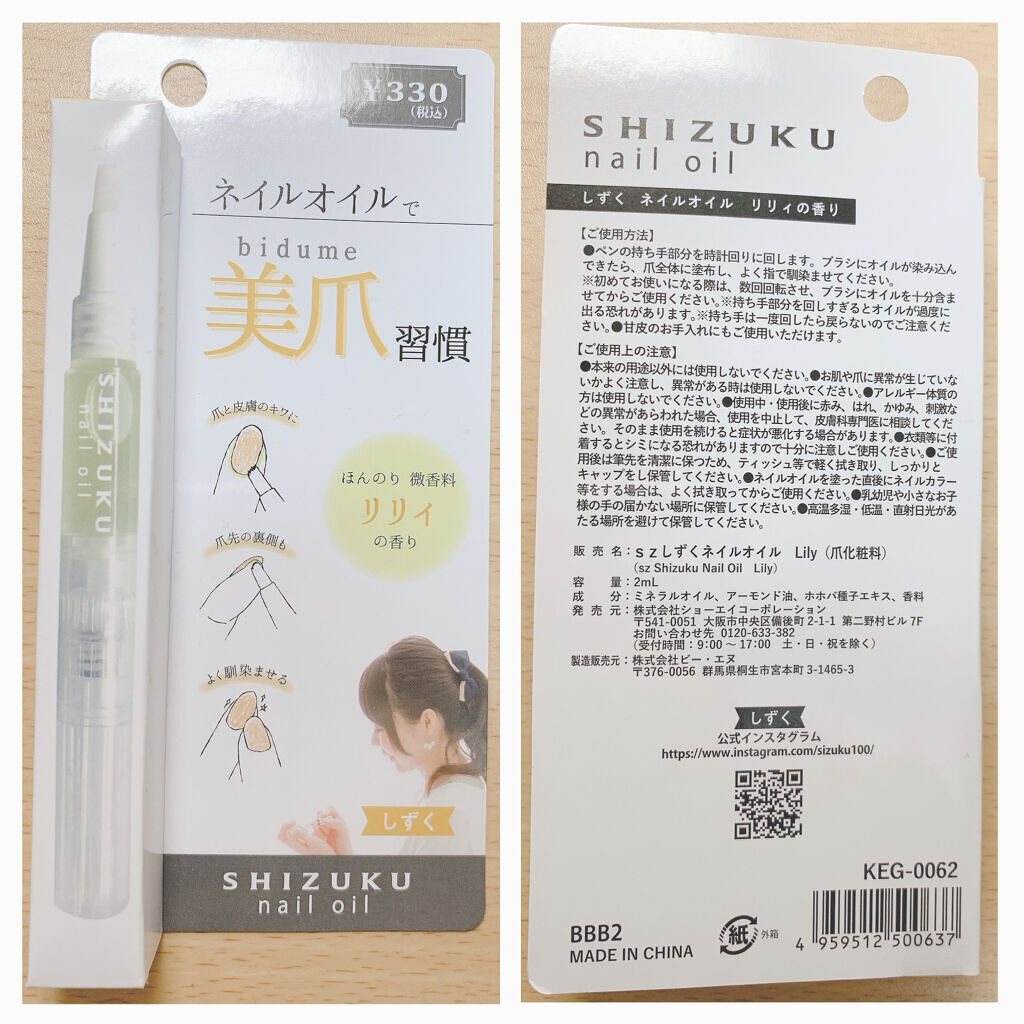 ¥330
(税込)
ネイルオイルで
bidume
美爪習慣
爪と皮膚のキワに
ほんのり 微香料
リリィ
の香り
爪先の裏側も
よく馴染ませる
しずく
SHIZUKU
nail oil
SHIZUKU
nail oil
SHIZUKU
nail oil
しずく ネイルオイル リリィの香り
【ご使用方法】
●ペンの持ち手部分を時計回りに回します。ブラシにオイルが染み込ん
できたら、爪全体に塗布し、よく指で馴染ませてください。
※初めてお使いになる際は、数回回転させ、ブラシにオイルを十分含ま
せてからご使用ください。※持ち手部分を回しすぎるとオイルが過度に
出る恐れがあります。※持ち手は一度回したら戻らないのでご注意くだ
さい。●甘皮のお手入れにもご使用いただけます。
【ご使用上の注意】
●本来の用途以外には使用しないでください。●お肌や爪に異常が生じていな
いかよく注意し、異常がある時は使用しないでください。●アレルギー体質の
方は使用しないでください。●使用中・使用後に赤み、はれ、かゆみ、刺激な
どの異常があらわれた場合、使用を中止して、皮膚科専門医に相談してくだ
さい。そのまま使用を続けると症状が悪化する場合があります。●衣類等に付
着するとシミになる恐れがありますので十分に注意しご使用ください。●ご使
用後は筆先を清潔に保つため、ティッシュ等で軽く拭き取り、しっかりと
キャップをし保管してください。●ネイルオイルを塗った直後にネイルカラー
等をする場合は、よく拭き取ってからご使用ください。●乳幼児や小さなお子
様の手の届かない場所に保管してください。●高温多湿・低温・直射日光があ
たる場所を避けて保管してください。
販売名：szしずくネイルオイル Lily（爪化粧料）
（sz Shizuku Nail Oil Lily）
容量：2mL
成分：ミネラルオイル、アーモンド油、ホホバ種子エキス、香料
発売元：株式会社ショーエイコーポレーション
〒541-0051 大阪市中央区備後町2-1-1 第二野村ビル7F
お問い合わせ先 0120-633-382
（受付時間：9:00～17:00 土・日・祝を除く）
製造販売元：株式会社ビー・エヌ
〒376-0056 群馬県桐生市宮本町3-1465-3
しずく
公式インスタグラム
https://www.instagram.com/sizuku100/
KEG-0062
BBB2
MADE IN CHINA
紙 外箱
4 959512 500637